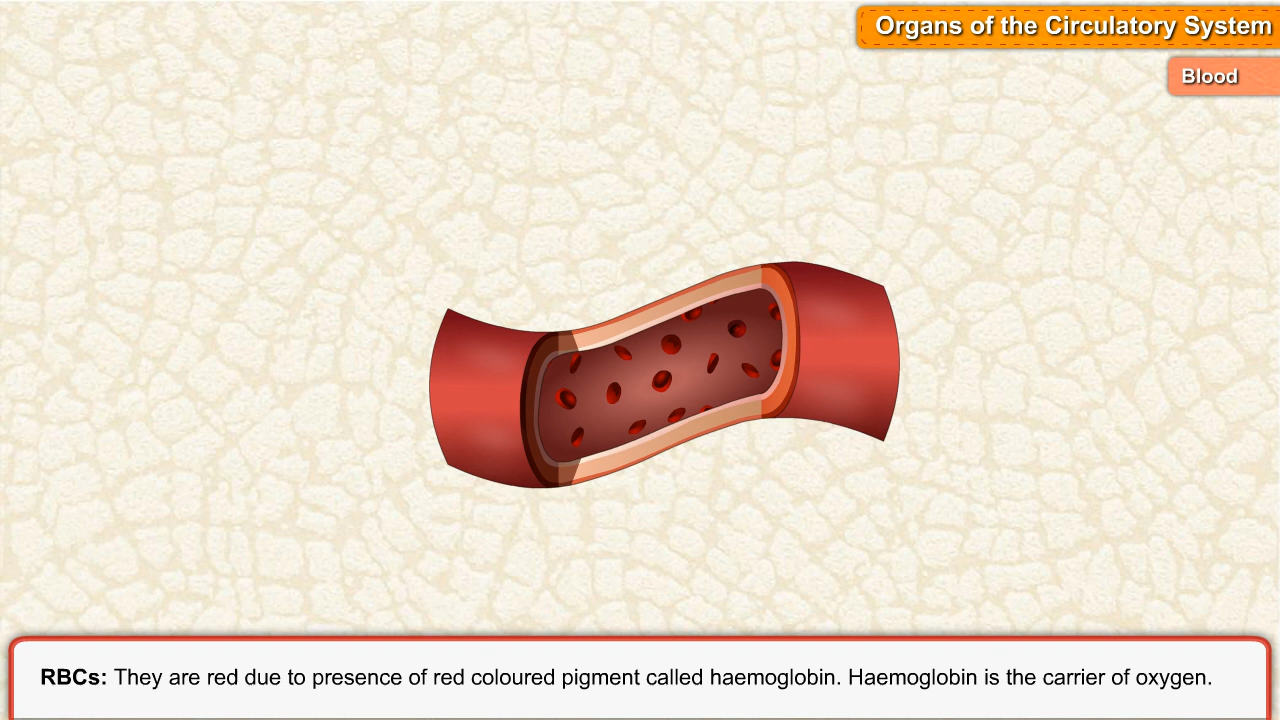 Organs of the Circulatory System
Blood
RBCs: They are red due to presence of red coloured pigment called haemoglobin. Haemoglobin is the carrier of oxygen.